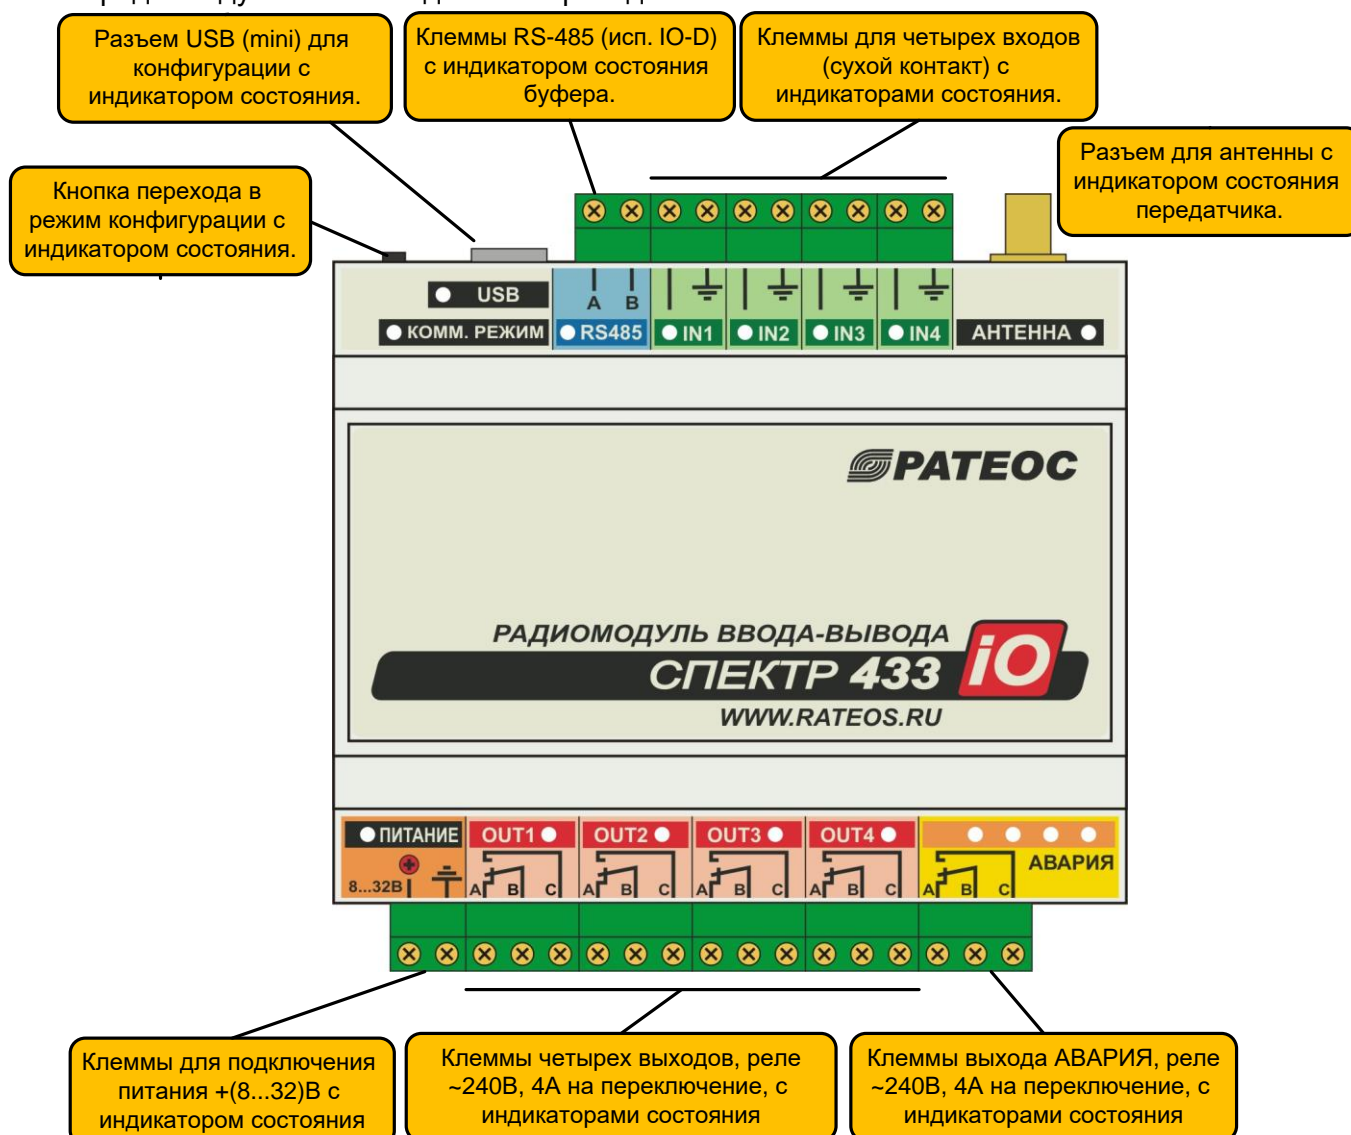 Разъем USB (mini) для
конфигурации с
индикатором состояния.
Клеммы RS-485 (исп. IO-D)
с индикатором состояния
буфера.
Клеммы для четырех входов
(сухой контакт) с
индикаторами состояния.
Разъем для антенны с
индикатором состояния
передатчика.
Кнопка перехода в
режим конфигурации с
индикатором состояния.
USB
A B
КОММ. РЕЖИМ RS485 IN1 IN2 IN3 IN4 АНТЕННА
РАТЕОС
РАДИОМОДУЛЬ ВВОДА-ВЫВОДА
СПЕКТР 433 iO
WWW.RATEOS.RU
ПИТАНИЕ OUT1 OUT2 OUT3 OUT4
АВАРИЯ
8...32В A B C A B C A B C A B C A B C
Клеммы для подключения
питания +(8...32)В с
индикатором состояния
Клеммы четырех выходов, реле
~240В, 4А на переключение, с
индикаторами состояния
Клеммы выхода АВАРИЯ, реле
~240В, 4А на переключение, с
индикаторами состояния